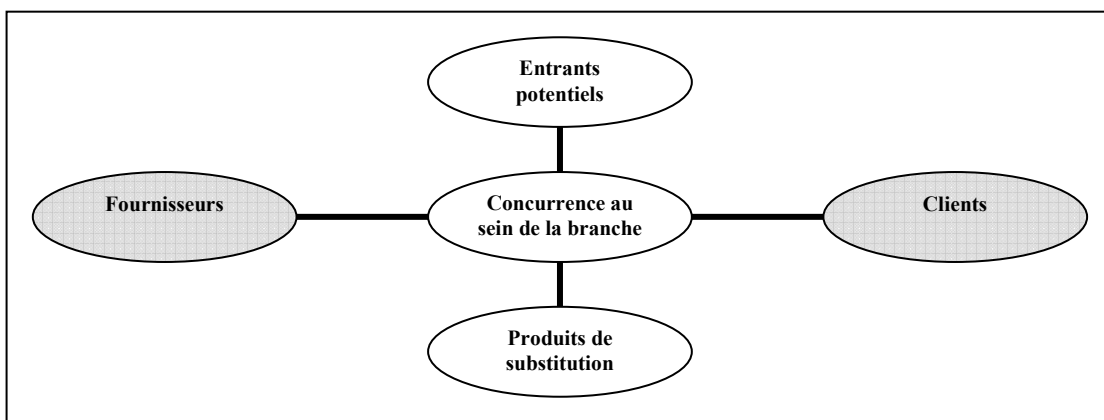 Entrants
potentiels
Fournisseurs
Concurrence au
sein de la branche
Clients
Produits de
substitution